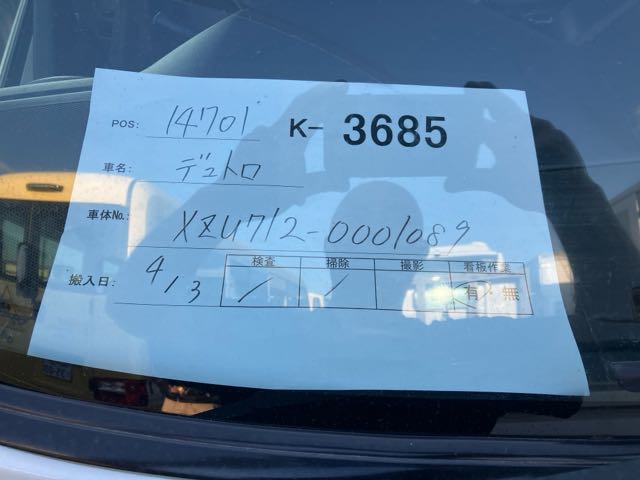 POS: 14701 K- 3685
車名: デュトロ
車体No.: XZU712-0001089
搬入日: 4/3
検査 掃除 撮影 看板作業
有・無